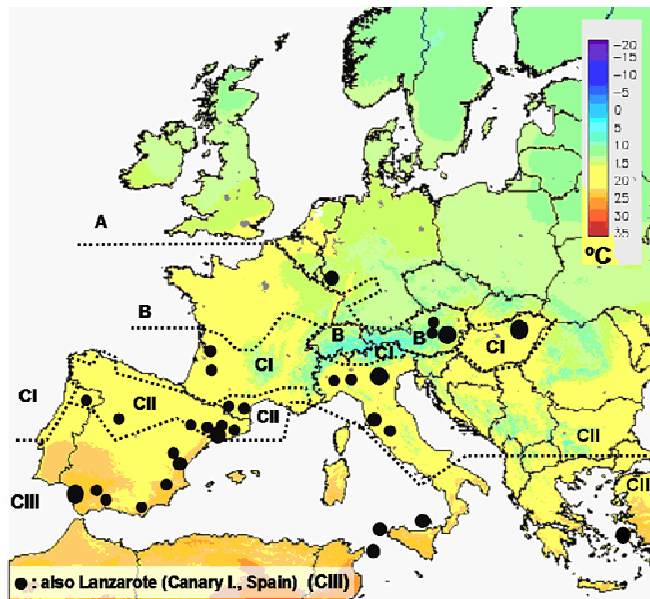 -20
-15
-10
-5
0
5
10
15
20
25
30
35
ºC
A
B
B
B
CI
CI
CI
CI
CII
CII
CII
CII
CIII
: also Lanzarote (Canary I., Spain) (CIII)